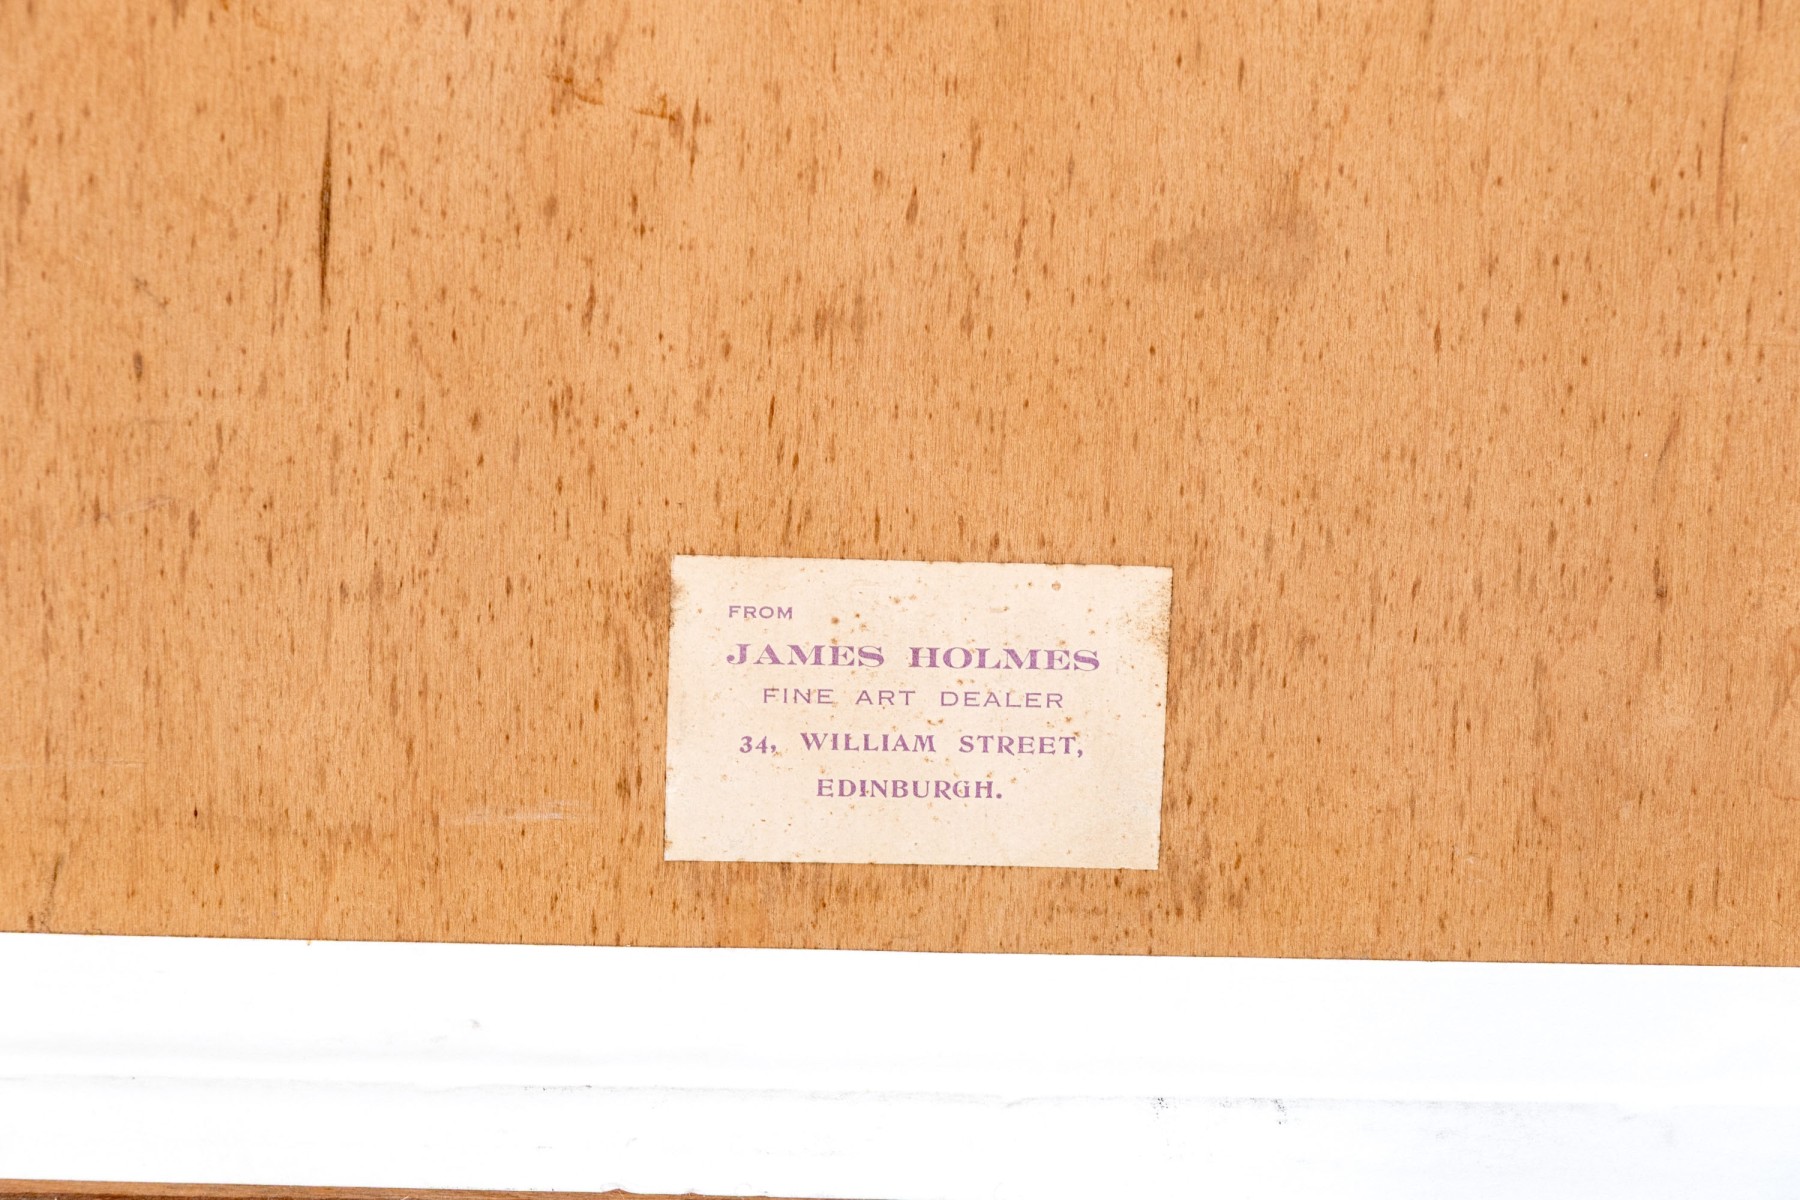 FROM
JAMES HOLMES
FINE ART DEALER
34, WILLIAM STREET,
EDINBURGH.